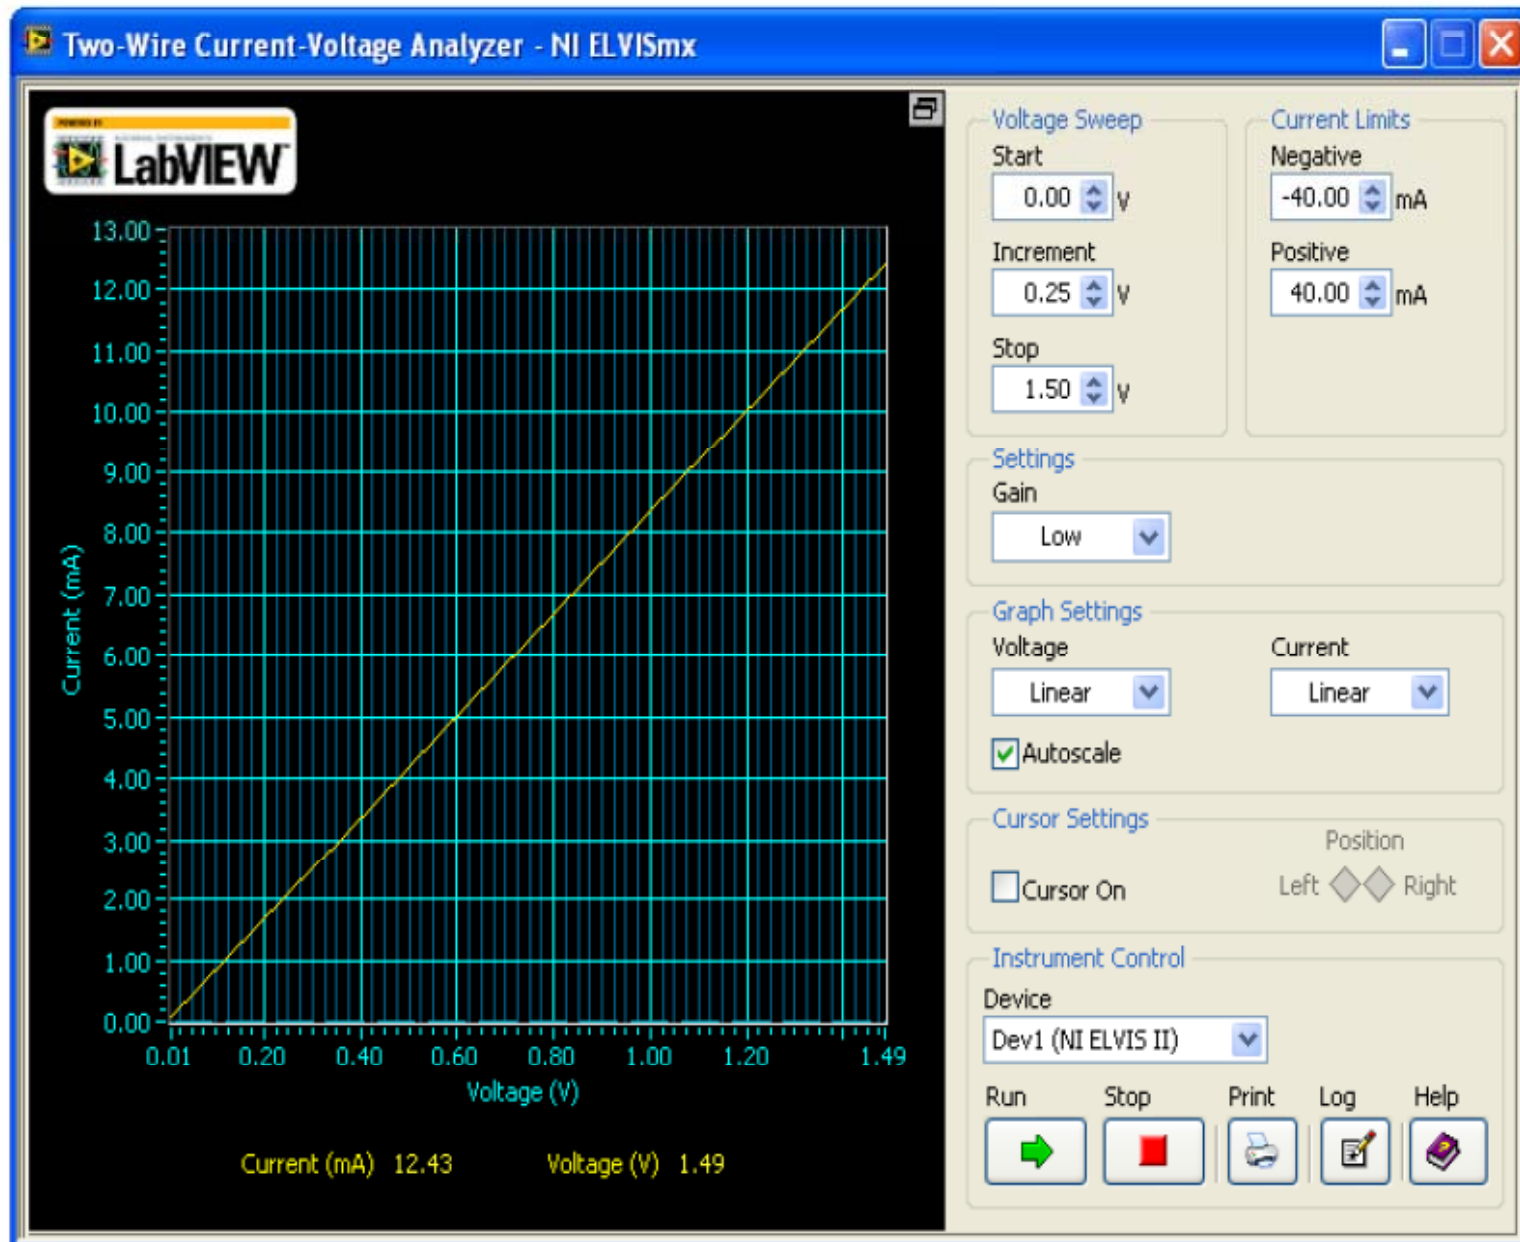 Two-Wire Current-Voltage Analyzer - NI ELVISmx
POWERED BY
LabVIEW
13.00
12.00
11.00
10.00
9.00
8.00
7.00
6.00
5.00
4.00
3.00
2.00
1.00
0.00
Current (mA)
0.01 0.20 0.40 0.60 0.80 1.00 1.20 1.49
Voltage (V)
Current (mA) 12.43 Voltage (V) 1.49
Voltage Sweep
Start
0.00 V
Increment
0.25 V
Stop
1.50 V
Current Limits
Negative
-40.00 mA
Positive
40.00 mA
Settings
Gain
Low
Graph Settings
Voltage
Linear
Current
Linear
Autoscale
Cursor Settings
Cursor On
Position
Left Right
Instrument Control
Device
Dev1 (NI ELVIS II)
Run Stop Print Log Help